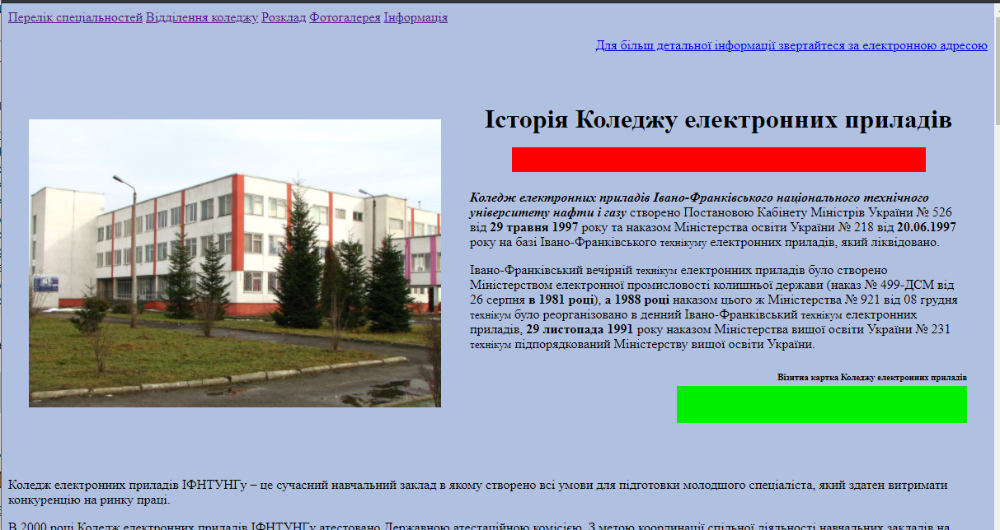 Перелік спеціальностей Відділення коледжу Розклад Фотогалерея Інформація
Для більш детальної інформації звертайтеся за електронною адресою
Історія Коледжу електронних приладів
Коледж електронних приладів Івано-Франківського національного технічного
університету нафти і газу створено Постановою Кабінету Міністрів України № 526
від 29 травня 1997 року та наказом Міністерства освіти України № 218 від 20.06.1997
року на базі Івано-Франківського технікуму електронних приладів, який ліквідовано.
Івано-Франківський вечірній технікум електронних приладів було створено
Міністерством електронної промисловості колишньої держави (наказ № 499-ДСМ від
26 серпня в 1981 році), а 1988 році наказом цього ж Міністерства № 921 від 08 грудня
технікум було реорганізовано в денний Івано-Франківський технікум електронних
приладів, 29 листопада 1991 року наказом Міністерства вищої освіти України № 231
технікум підпорядкований Міністерству вищої освіти України.
Візитна картка Коледжу електронних приладів
Коледж електронних приладів ІФНТУНГу – це сучасний навчальний заклад в якому створено всі умови для підготовки молодшого спеціаліста, який здатен витримати
конкуренцію на ринку праці.
В 2000 році Коледж електронних приладів ІФНТУНГу атестовано Державною атестаційною комісією. З метою координації спільної діяльності навчальних закладів на